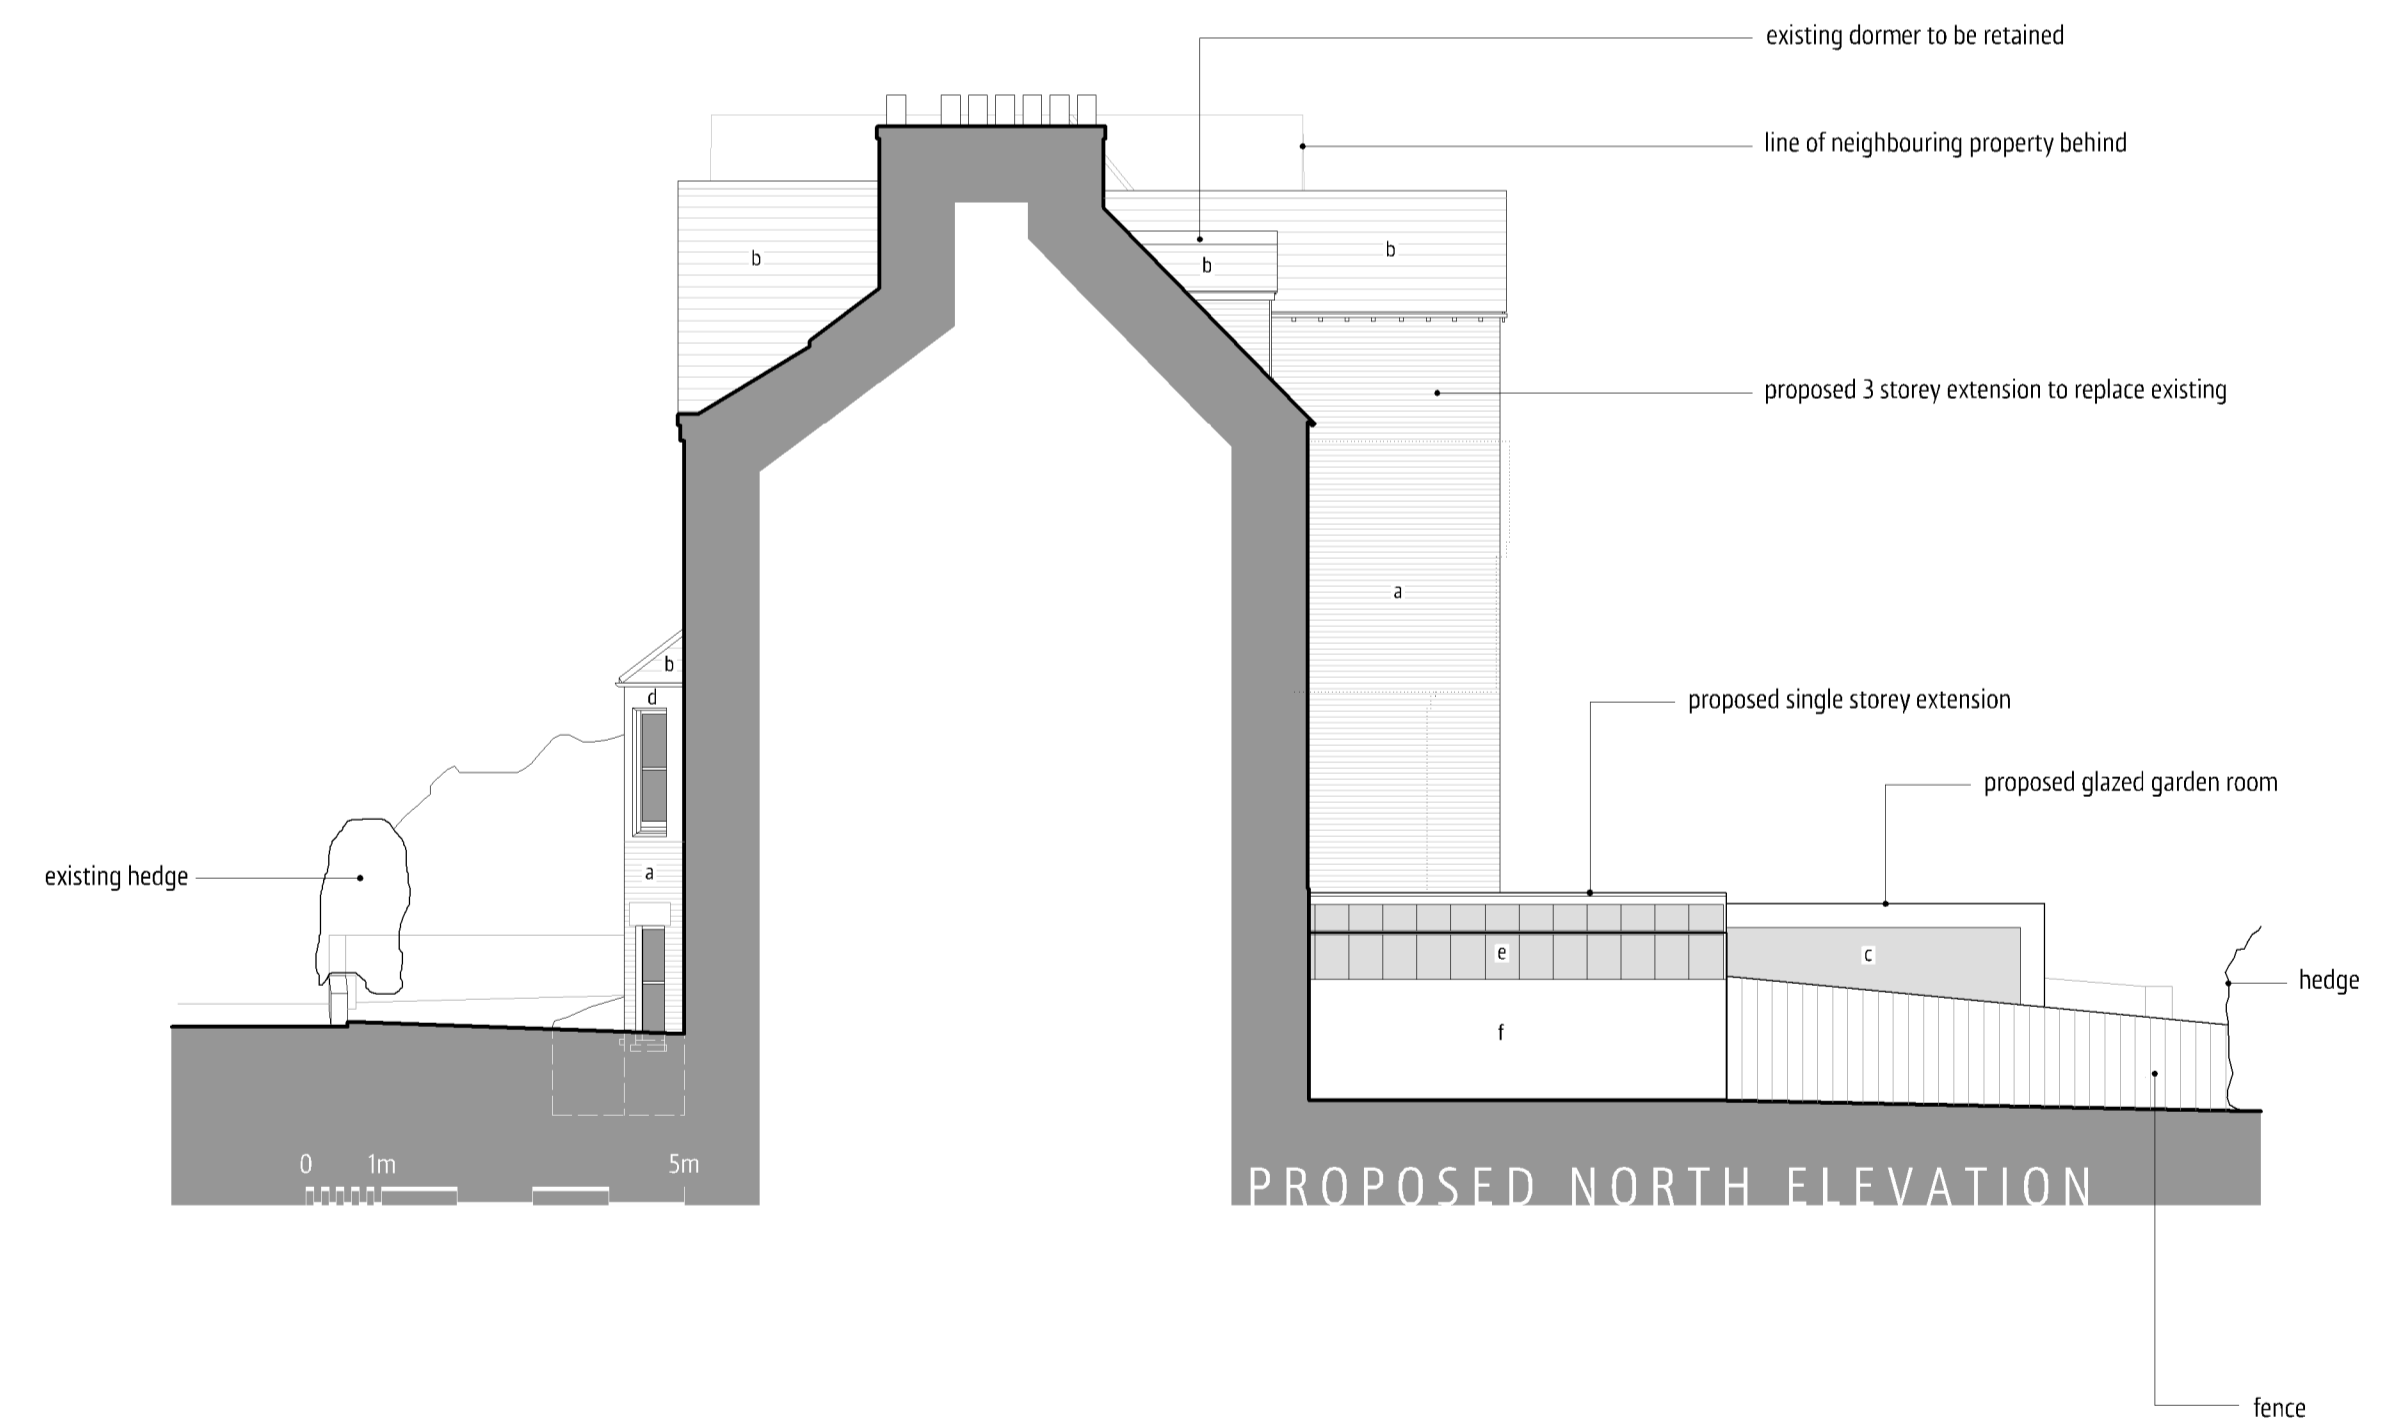 existing dormer to be retained
line of neighbouring property behind
b
b
b
proposed 3 storey extension to replace existing
a
b
d
proposed single storey extension
proposed glazed garden room
existing hedge
a
e
c
hedge
f
0 1m 5m
PROPOSED NORTH ELEVATION
fence